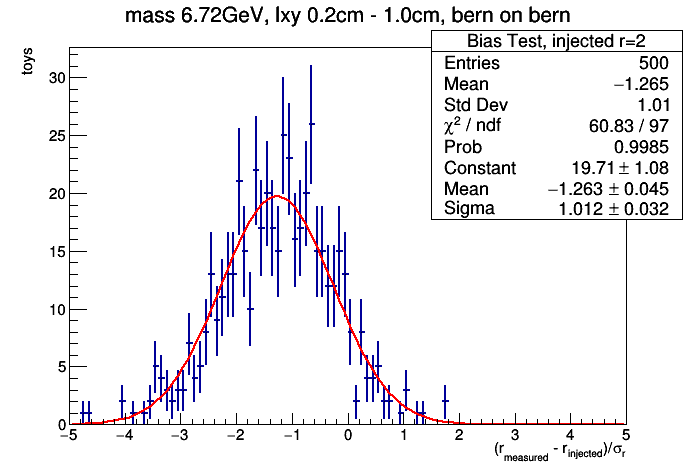 mass 6.72GeV, lxy 0.2cm - 1.0cm, bern on bern
Bias Test, injected r=2
Entries 500
Mean −1.265
Std Dev 1.01
χ² / ndf 60.83 / 97
Prob 0.9985
Constant 19.71 ± 1.08
Mean −1.263 ± 0.045
Sigma 1.012 ± 0.032
toys
30
25
20
15
10
5
0
−5 −4 −3 −2 −1 0 1 2 3 4 5
(r_measured - r_injected)/σ_r